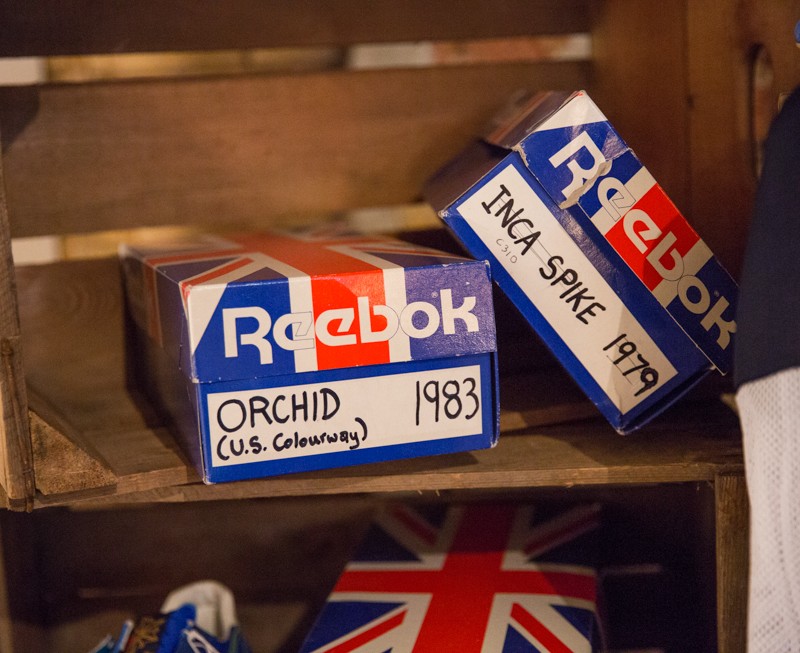 Reebok
ORCHID 1983
(U.S. Colourway)
Reebok
INCA SPIKE 1979
C310